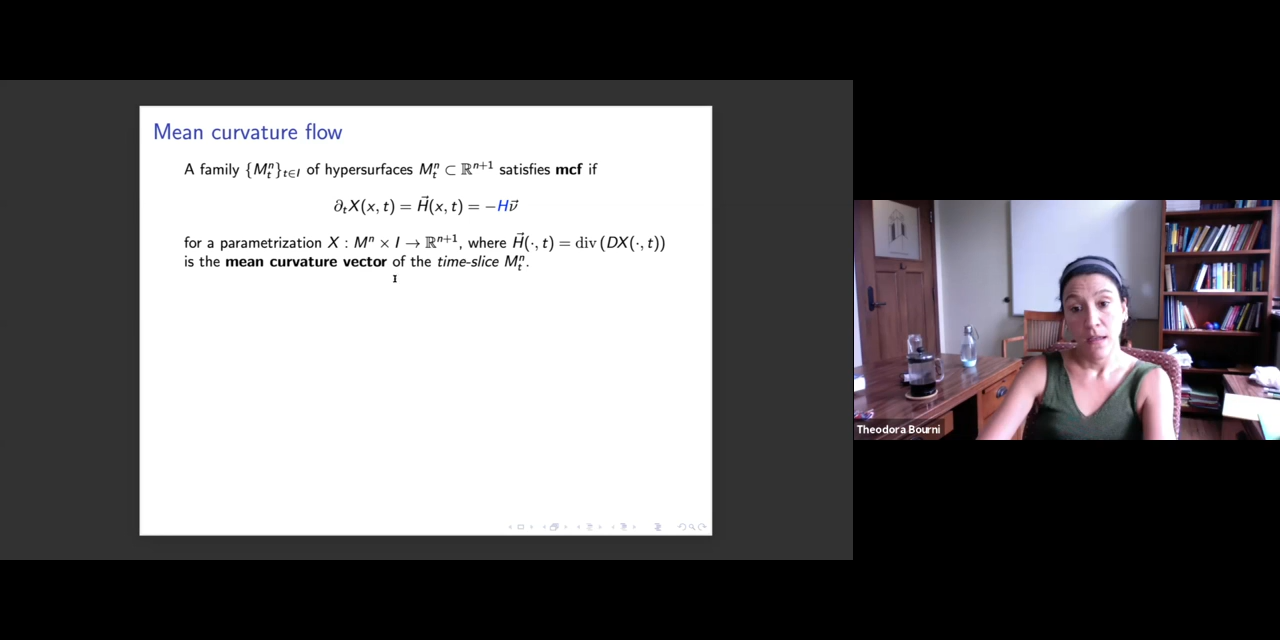 Mean curvature flow
A family {M_t^n}_{t∈I} of hypersurfaces M_t^n ⊂ ℝ^{n+1} satisfies mcf if
∂_t X(x, t) = H⃗(x, t) = −Hν⃗
for a parametrization X : M^n × I → ℝ^{n+1}, where H⃗(·, t) = div (DX(·, t))
is the mean curvature vector of the time-slice M_t^n.
Theodora Bourni